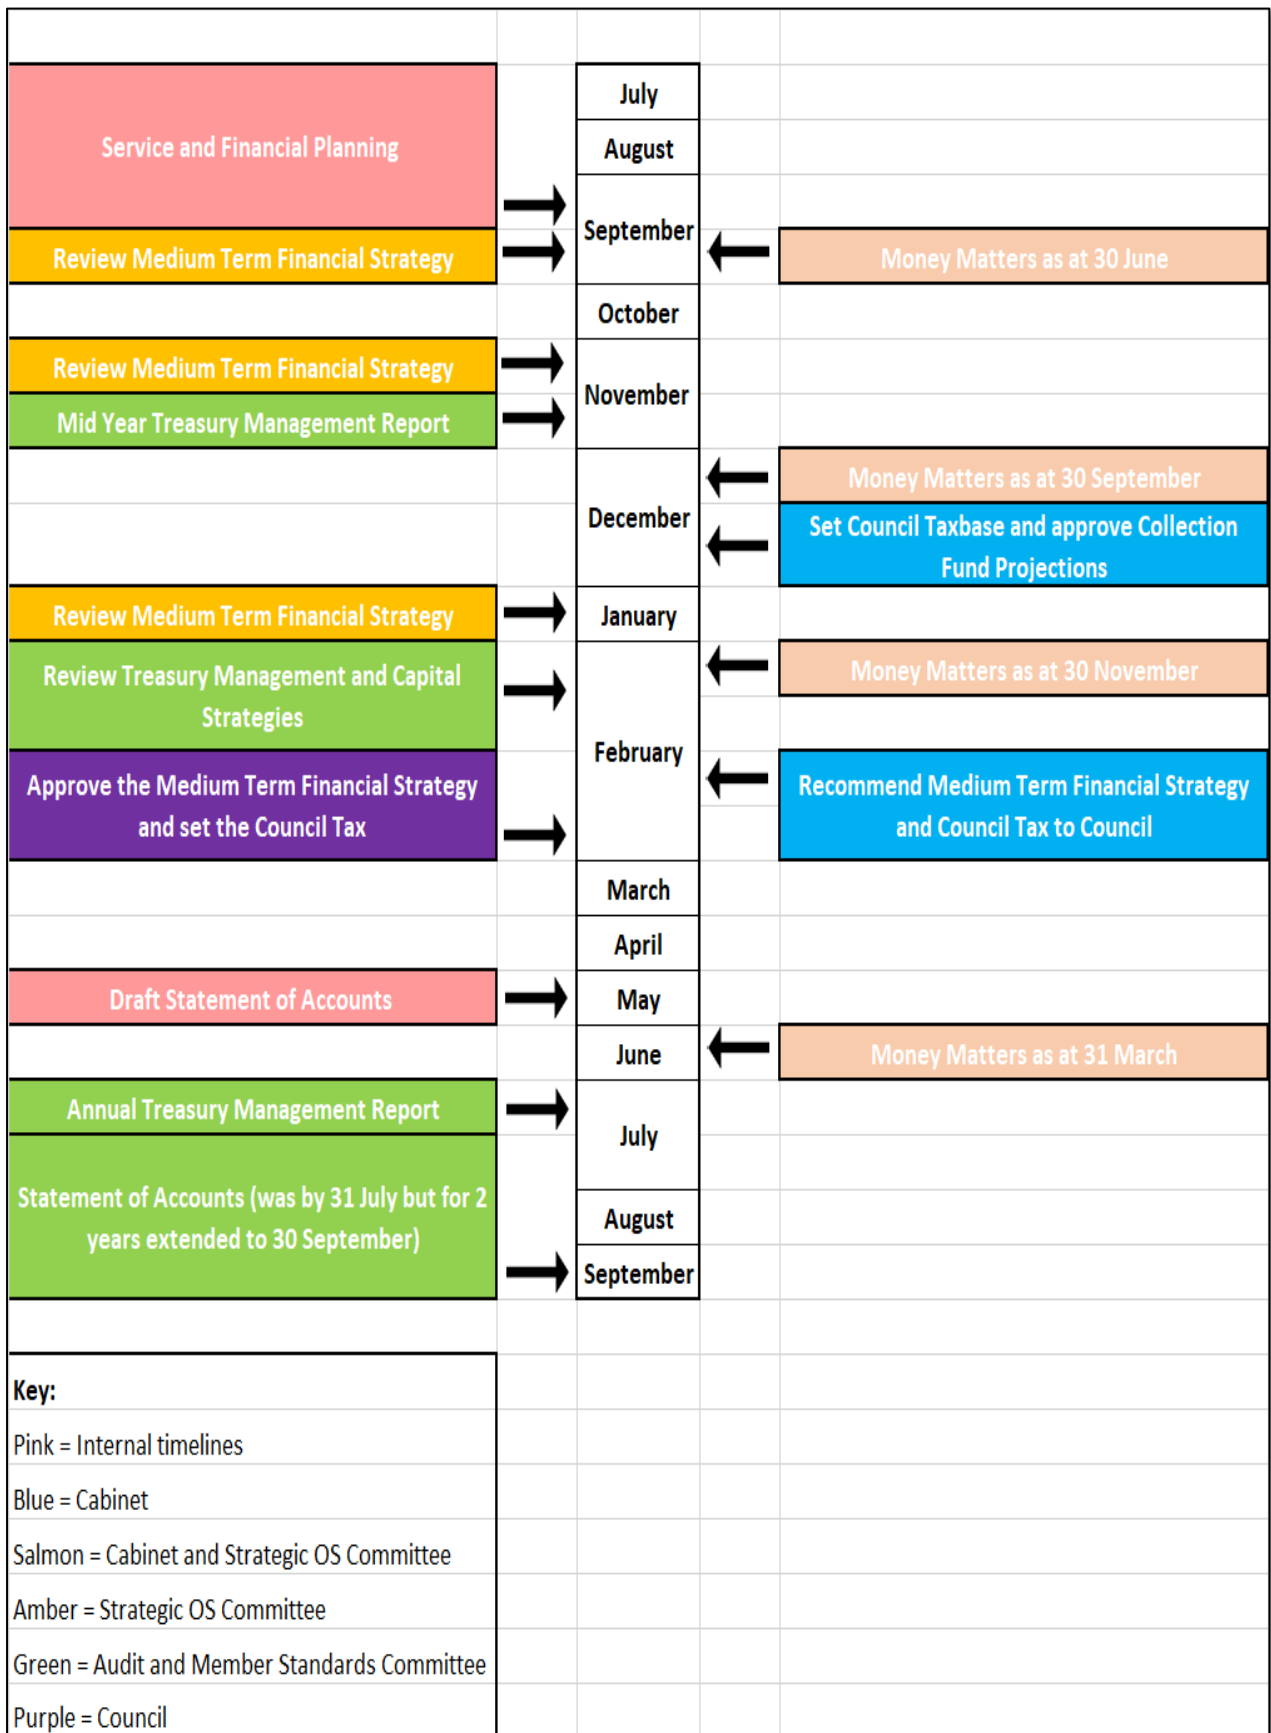 July
Service and Financial Planning
August
September
Review Medium Term Financial Strategy
Money Matters as at 30 June
October
Review Medium Term Financial Strategy
November
Mid Year Treasury Management Report
Money Matters as at 30 September
December
Set Council Taxbase and approve Collection
Fund Projections
Review Medium Term Financial Strategy
January
Review Treasury Management and Capital
Strategies
Money Matters as at 30 November
February
Approve the Medium Term Financial Strategy
and set the Council Tax
Recommend Medium Term Financial Strategy
and Council Tax to Council
March
April
Draft Statement of Accounts
May
June
Money Matters as at 31 March
Annual Treasury Management Report
July
Statement of Accounts (was by 31 July but for 2
years extended to 30 September)
August
September
Key:
Pink = Internal timelines
Blue = Cabinet
Salmon = Cabinet and Strategic OS Committee
Amber = Strategic OS Committee
Green = Audit and Member Standards Committee
Purple = Council